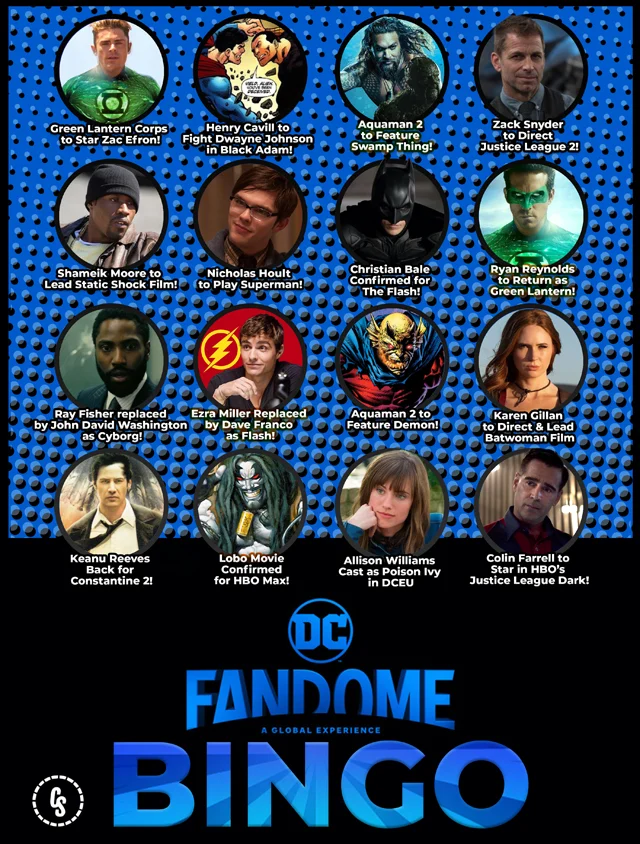 Green Lantern Corps
to Star Zac Efron!
Henry Cavill to
Fight Dwayne Johnson
in Black Adam!
Aquaman 2
to Feature
Swamp Thing!
Zack Snyder
to Direct
Justice League 2!
Shameik Moore to
Lead Static Shock Film!
Nicholas Hoult
to Play Superman!
Christian Bale
Confirmed for
The Flash!
Ryan Reynolds
to Return as
Green Lantern!
Ray Fisher replaced
by John David Washington
as Cyborg!
Ezra Miller Replaced
by Dave Franco
as Flash!
Aquaman 2 to
Feature Demon!
Karen Gillan
to Direct & Lead
Batwoman Film
Keanu Reeves
Back for
Constantine 2!
Lobo Movie
Confirmed
for HBO Max!
Allison Williams
Cast as Poison Ivy
in DCEU
Colin Farrell to
Star in HBO's
Justice League Dark!
DC
FANDOME
A GLOBAL EXPERIENCE
BINGO
CS